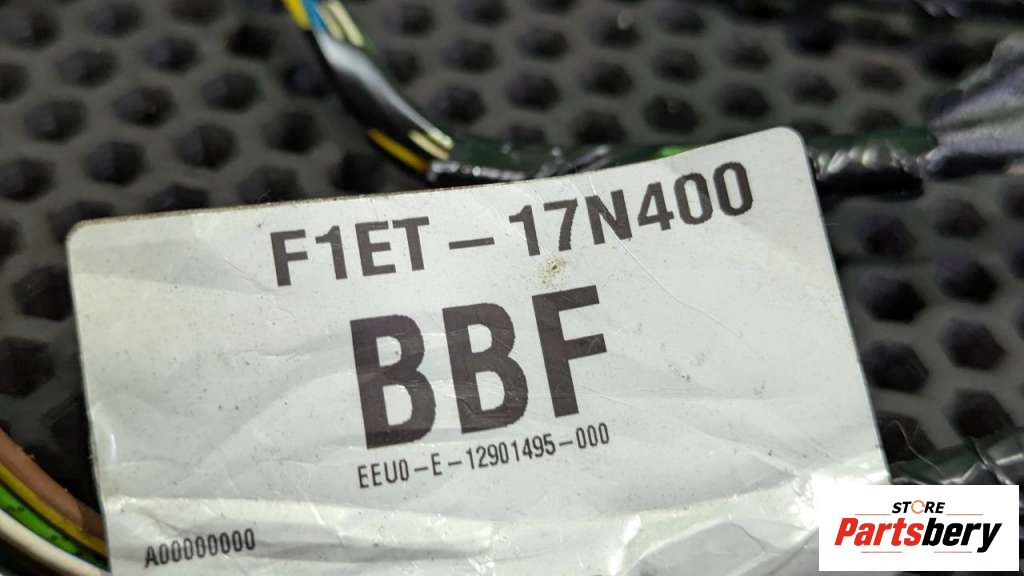 F1ET-17N400
BBF
EEU0-E-12901495-000
A00000000
STORE
Partsbery